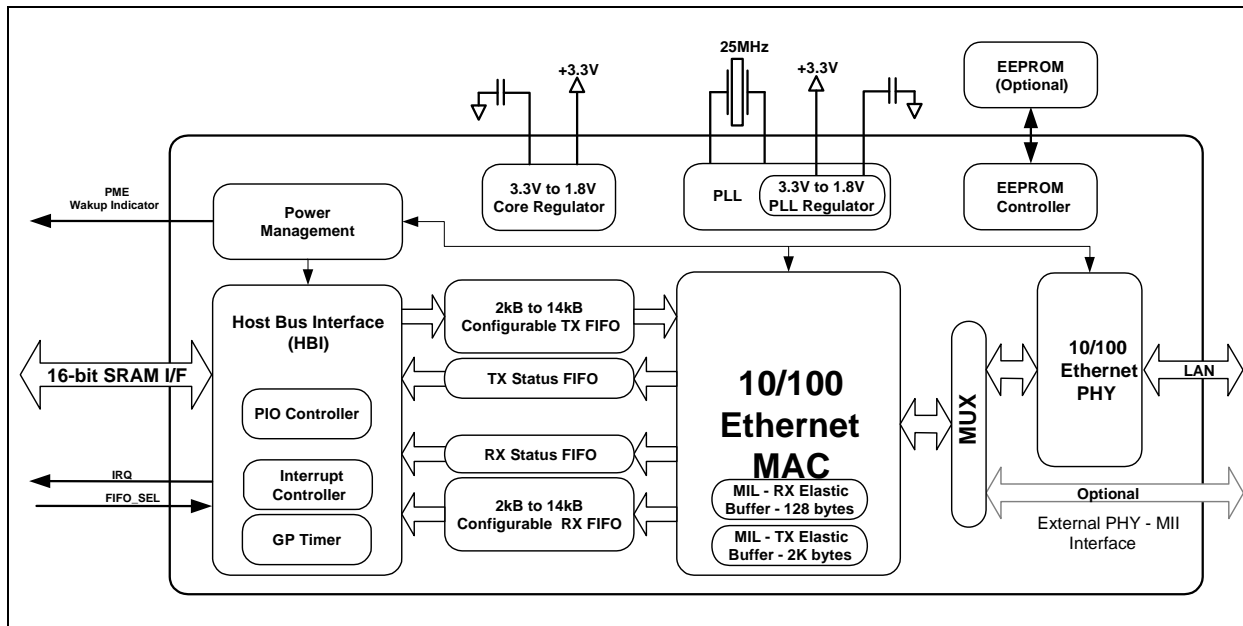 25MHz
+3.3V
+3.3V
EEPROM
(Optional)
PME
Wakup Indicator
Power
Management
3.3V to 1.8V
Core Regulator
PLL
3.3V to 1.8V
PLL Regulator
EEPROM
Controller
Host Bus Interface
(HBI)
2kB to 14kB
Configurable TX FIFO
16-bit SRAM I/F
TX Status FIFO
10/100
Ethernet
MAC
MUX
10/100
Ethernet
PHY
LAN
PIO Controller
RX Status FIFO
IRQ
FIFO_SEL
Interrupt
Controller
2kB to 14kB
Configurable RX FIFO
GP Timer
MIL - RX Elastic
Buffer - 128 bytes
MIL - TX Elastic
Buffer - 2K bytes
Optional
External PHY - MII
Interface